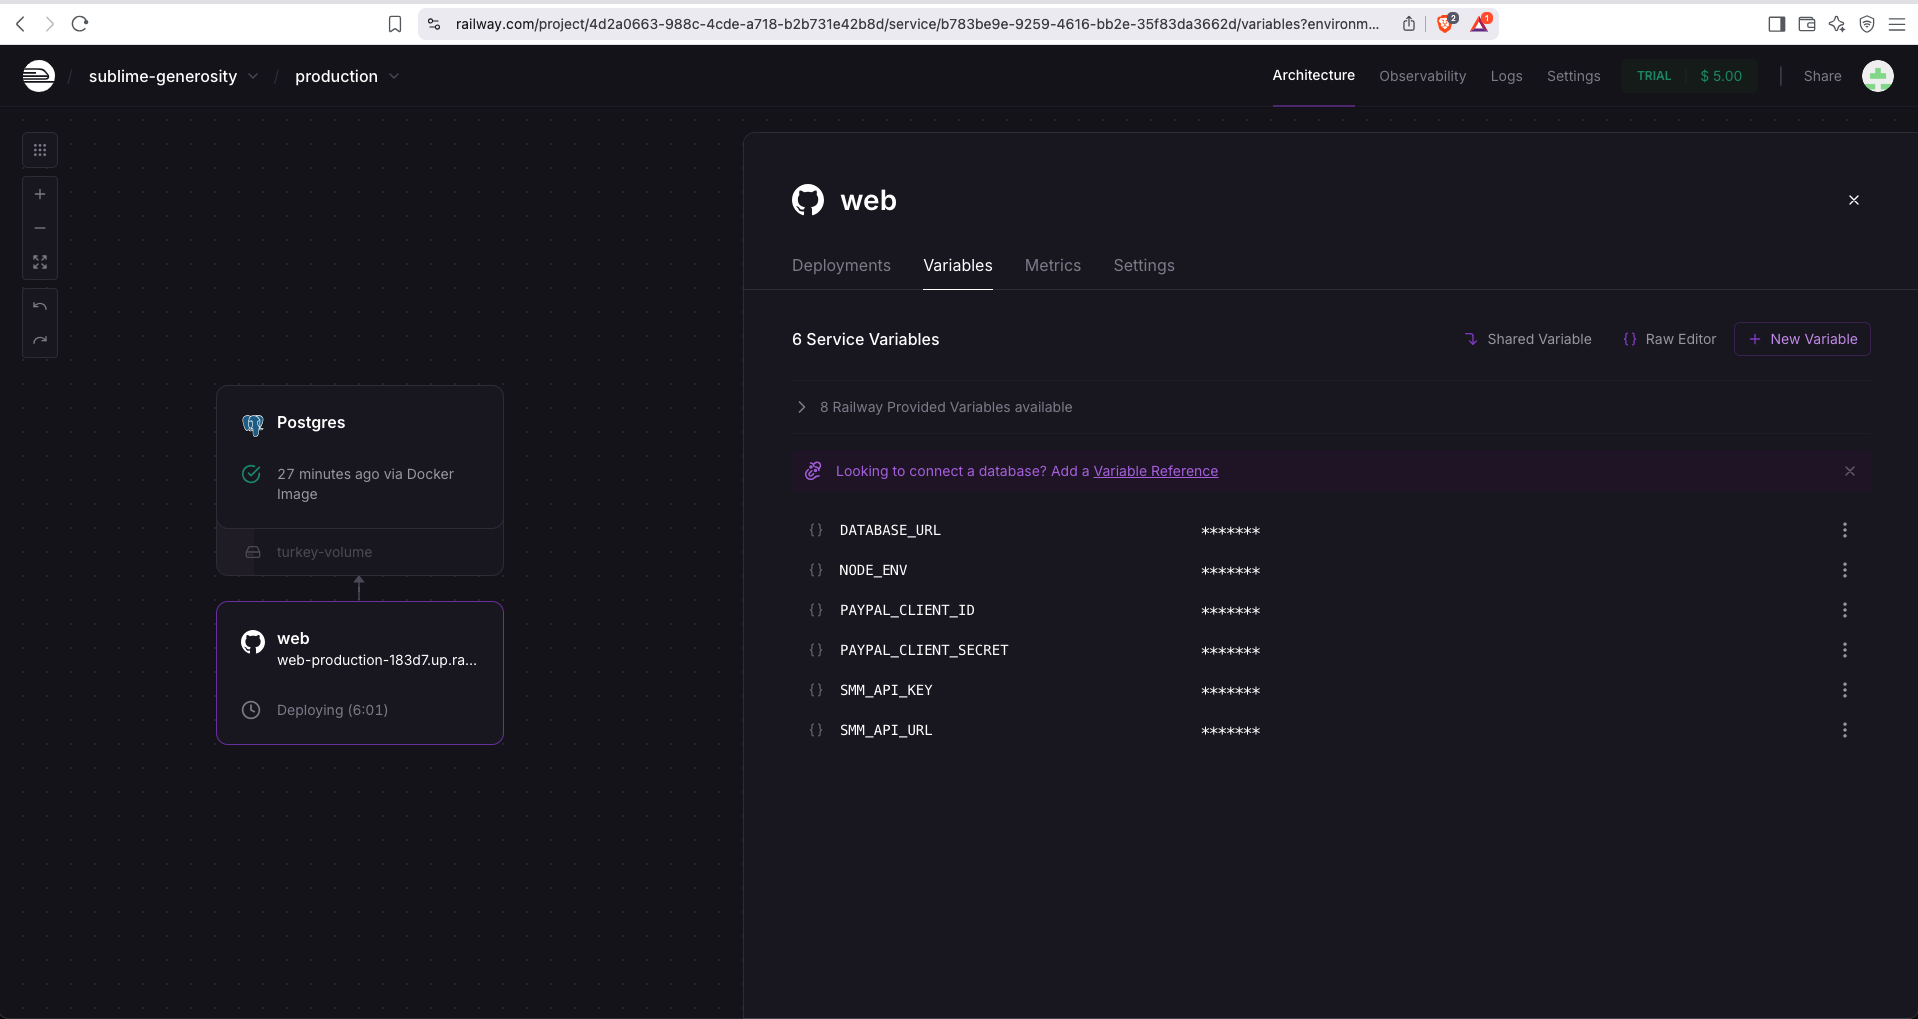 railway.com/project/4d2a0663-988c-4cde-a718-b2b731e42b8d/service/b783be9e-9259-4616-bb2e-35f83da3662d/variables?environm...
2
1
/ sublime-generosity / production
Architecture Observability Logs Settings TRIAL $ 5.00 Share
web
Deployments Variables Metrics Settings
6 Service Variables
Shared Variable {} Raw Editor + New Variable
8 Railway Provided Variables available
Looking to connect a database? Add a Variable Reference
{} DATABASE_URL *******
{} NODE_ENV *******
{} PAYPAL_CLIENT_ID *******
{} PAYPAL_CLIENT_SECRET *******
{} SMM_API_KEY *******
{} SMM_API_URL *******
Postgres
27 minutes ago via Docker
Image
turkey-volume
web
web-production-183d7.up.ra...
Deploying (6:01)